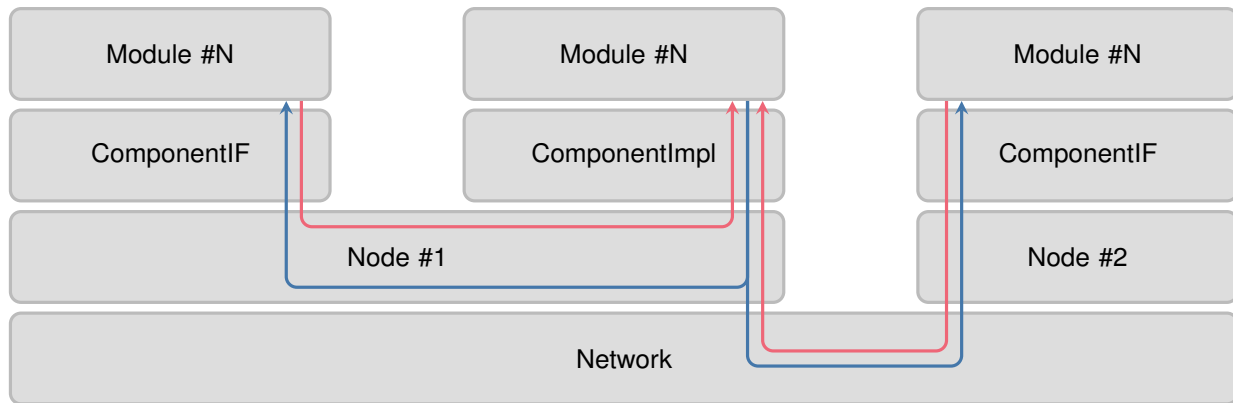 Module #N
Module #N
Module #N
ComponentIF
ComponentImpl
ComponentIF
Node #1
Node #2
Network